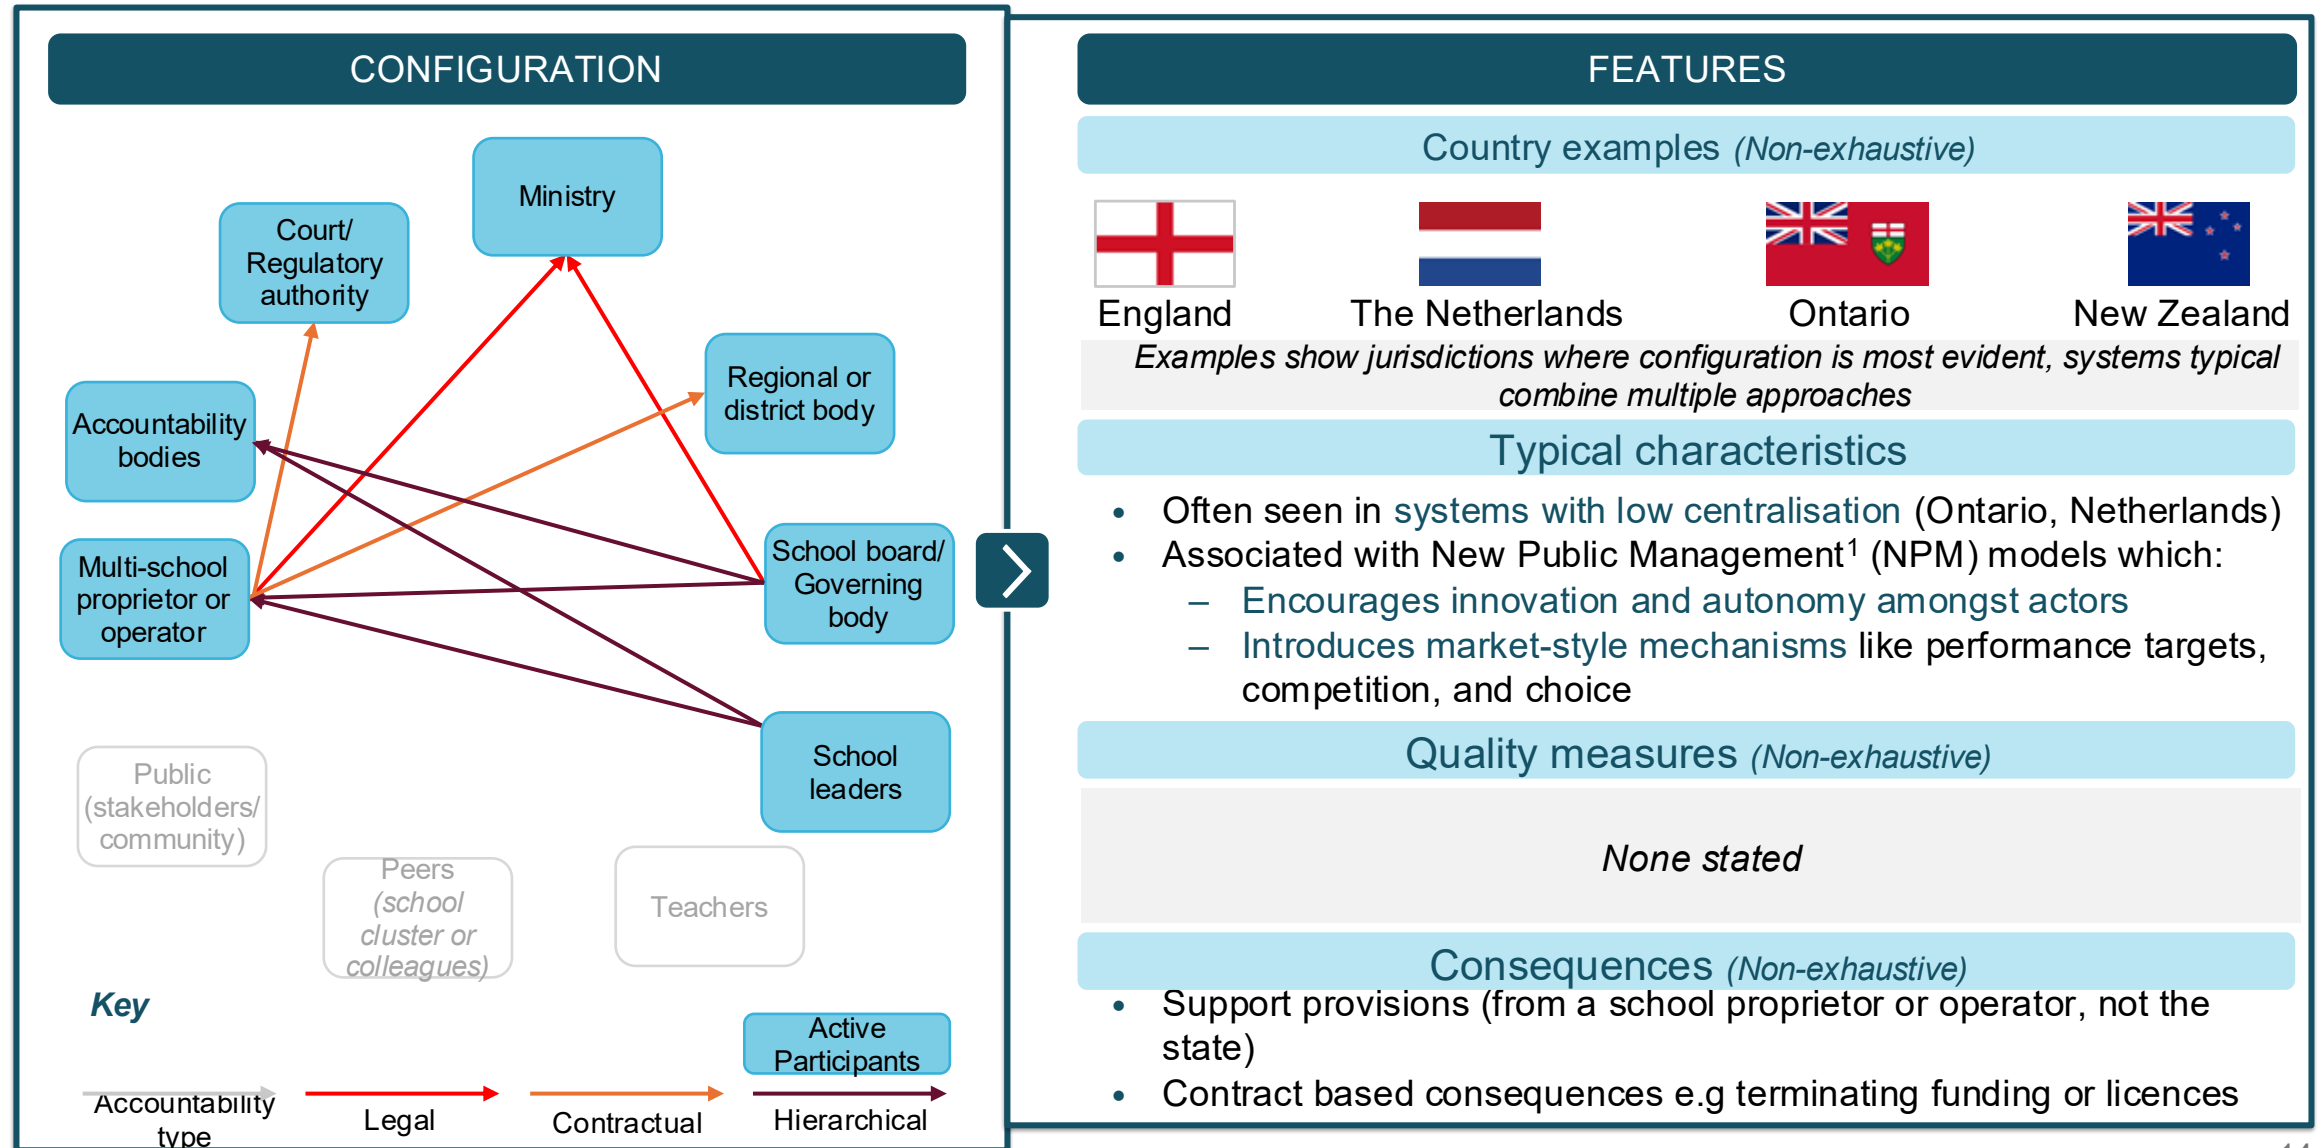 CONFIGURATION
Ministry
Court/
Regulatory
authority
Regional or
district body
Accountability
bodies
Multi-school
proprietor or
operator
School board/
Governing
body
School
leaders
Public
(stakeholders/
community)
Peers
(school
cluster or
colleagues)
Teachers
Key
Active
Participants
Accountability
type
Legal
Contractual
Hierarchical
FEATURES
Country examples (Non-exhaustive)
England
The Netherlands
Ontario
New Zealand
Examples show jurisdictions where configuration is most evident, systems typical
combine multiple approaches
Typical characteristics
• Often seen in systems with low centralisation (Ontario, Netherlands)
• Associated with New Public Management¹ (NPM) models which:
– Encourages innovation and autonomy amongst actors
– Introduces market-style mechanisms like performance targets,
competition, and choice
Quality measures (Non-exhaustive)
None stated
Consequences (Non-exhaustive)
• Support provisions (from a school proprietor or operator, not the
state)
• Contract based consequences e.g terminating funding or licences